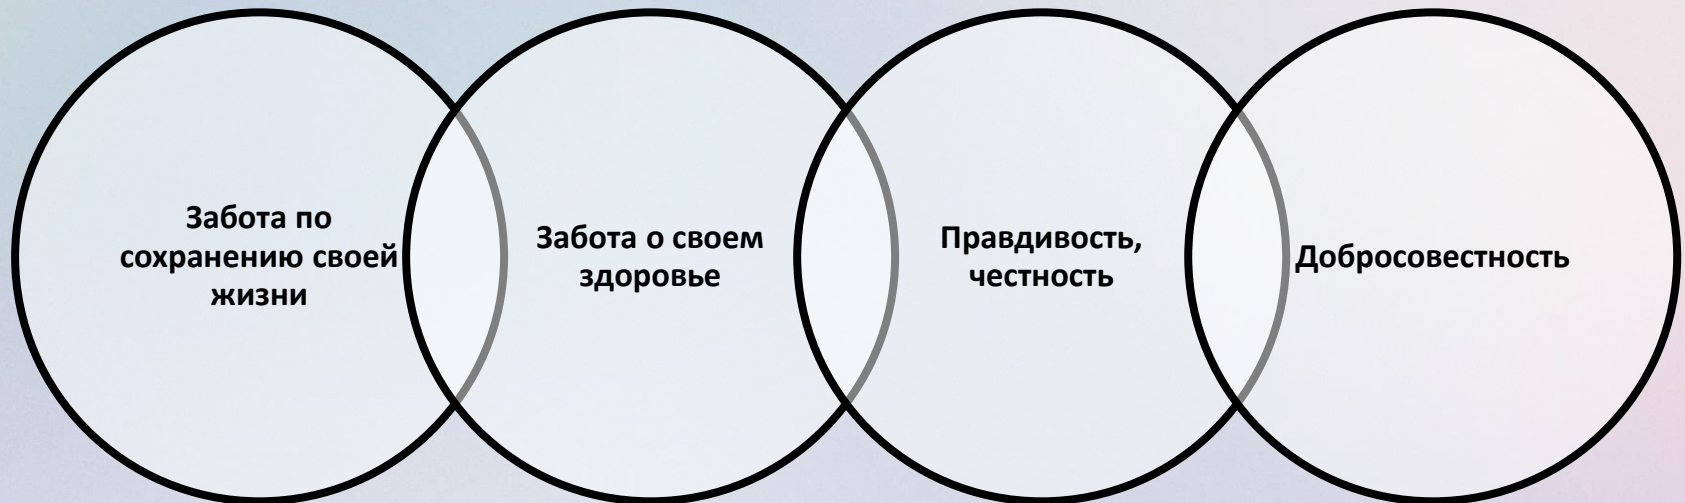 Забота по
сохранению своей
жизни
Забота о своем
здоровье
Правдивость,
честность
Добросовестность